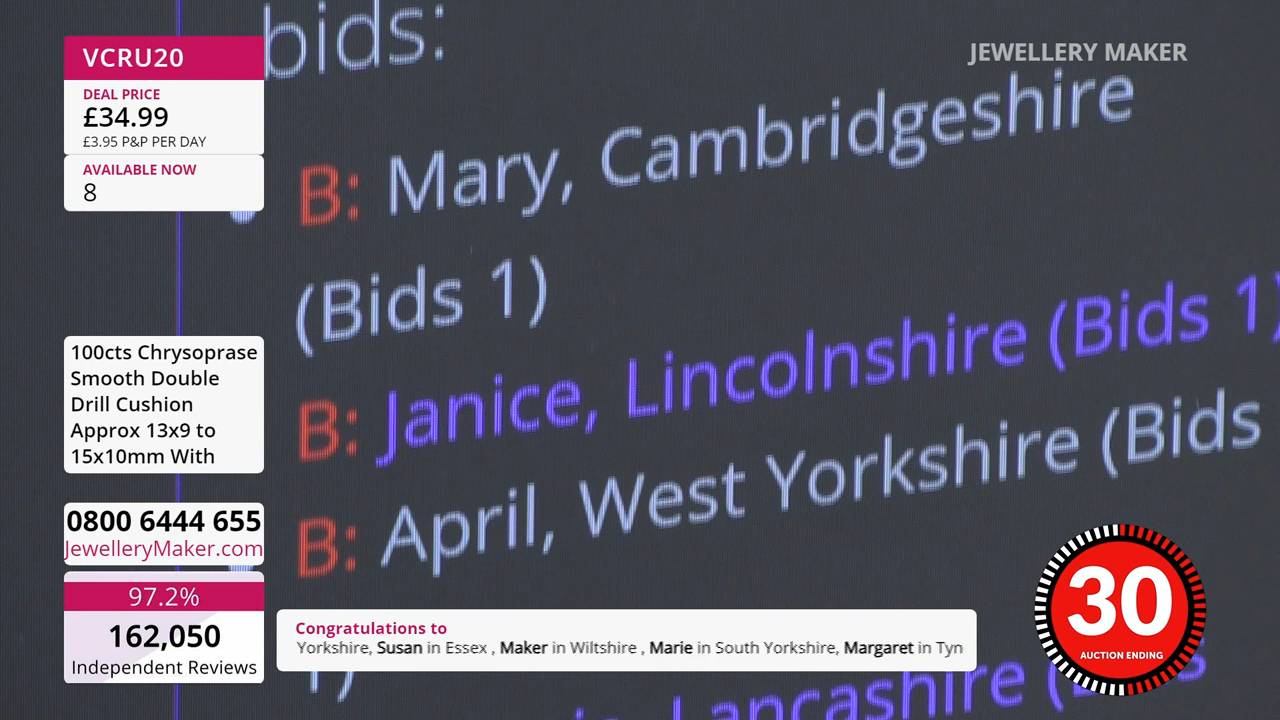 VCRU20
DEAL PRICE
£34.99
£3.95 P&P PER DAY
AVAILABLE NOW
8
100cts Chrysoprase
Smooth Double
Drill Cushion
Approx 13x9 to
15x10mm With
0800 6444 655
JewelleryMaker.com
97.2%
162,050
Independent Reviews
JEWELLERY MAKER
bids:
B: Mary, Cambridgeshire
(Bids 1)
B: Janice, Lincolnshire (Bids 1)
B: April, West Yorkshire (Bids
1)
Lancashire
Congratulations to
Yorkshire, Susan in Essex , Maker in Wiltshire , Marie in South Yorkshire, Margaret in Tyn
30
AUCTION ENDING